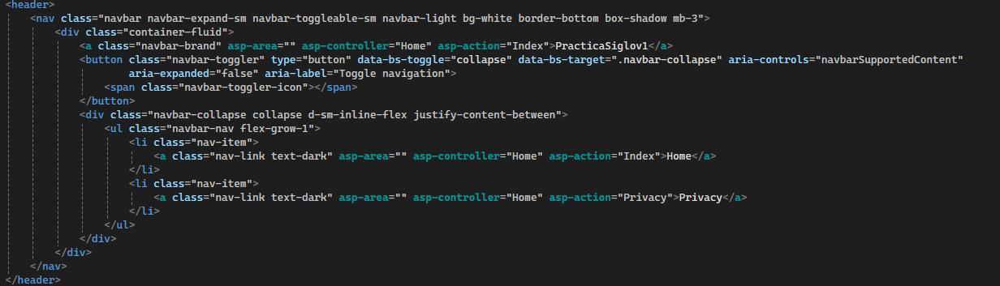 <header>
<nav class="navbar navbar-expand-sm navbar-toggleable-sm navbar-light bg-white border-bottom box-shadow mb-3">
<div class="container-fluid">
<a class="navbar-brand" asp-area="" asp-controller="Home" asp-action="Index">PracticaSiglov1</a>
<button class="navbar-toggler" type="button" data-bs-toggle="collapse" data-bs-target=".navbar-collapse" aria-controls="navbarSupportedContent"
aria-expanded="false" aria-label="Toggle navigation">
<span class="navbar-toggler-icon"></span>
</button>
<div class="navbar-collapse collapse d-sm-inline-flex justify-content-between">
<ul class="navbar-nav flex-grow-1">
<li class="nav-item">
<a class="nav-link text-dark" asp-area="" asp-controller="Home" asp-action="Index">Home</a>
</li>
<li class="nav-item">
<a class="nav-link text-dark" asp-area="" asp-controller="Home" asp-action="Privacy">Privacy</a>
</li>
</ul>
</div>
</div>
</nav>
</header>